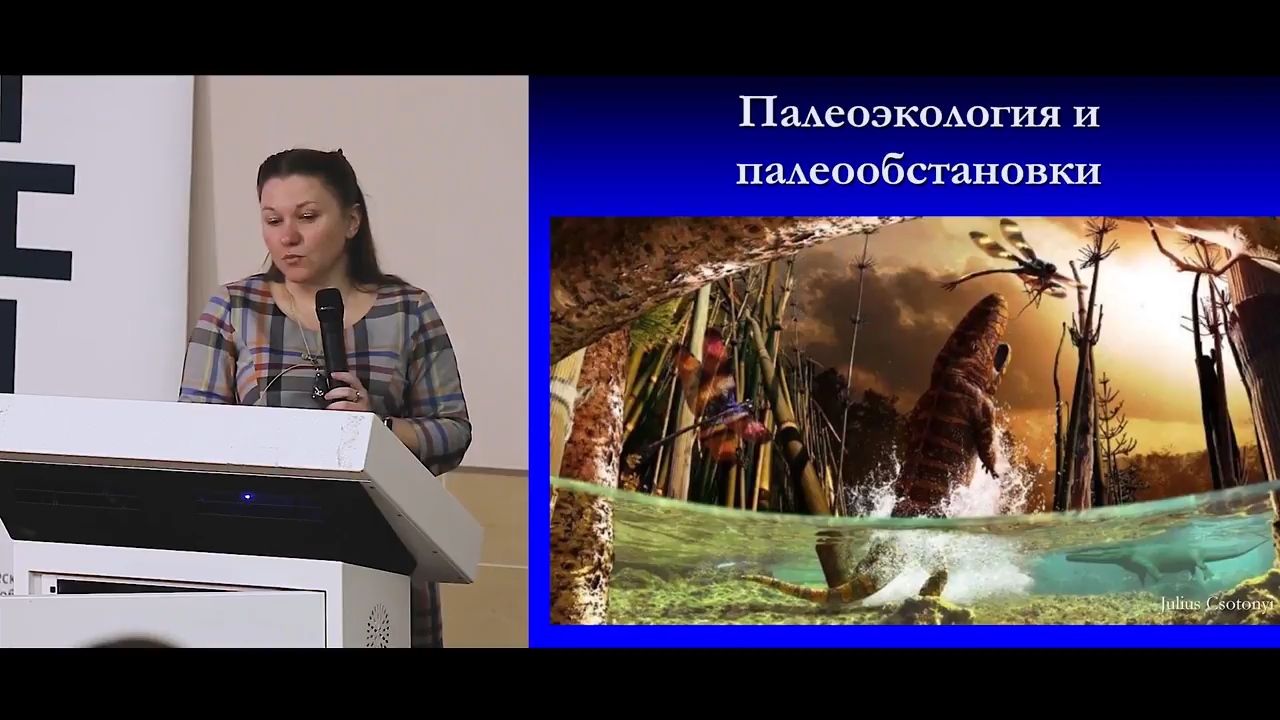 Палеоэкология и
палеообстановки
Julius Csotonyi